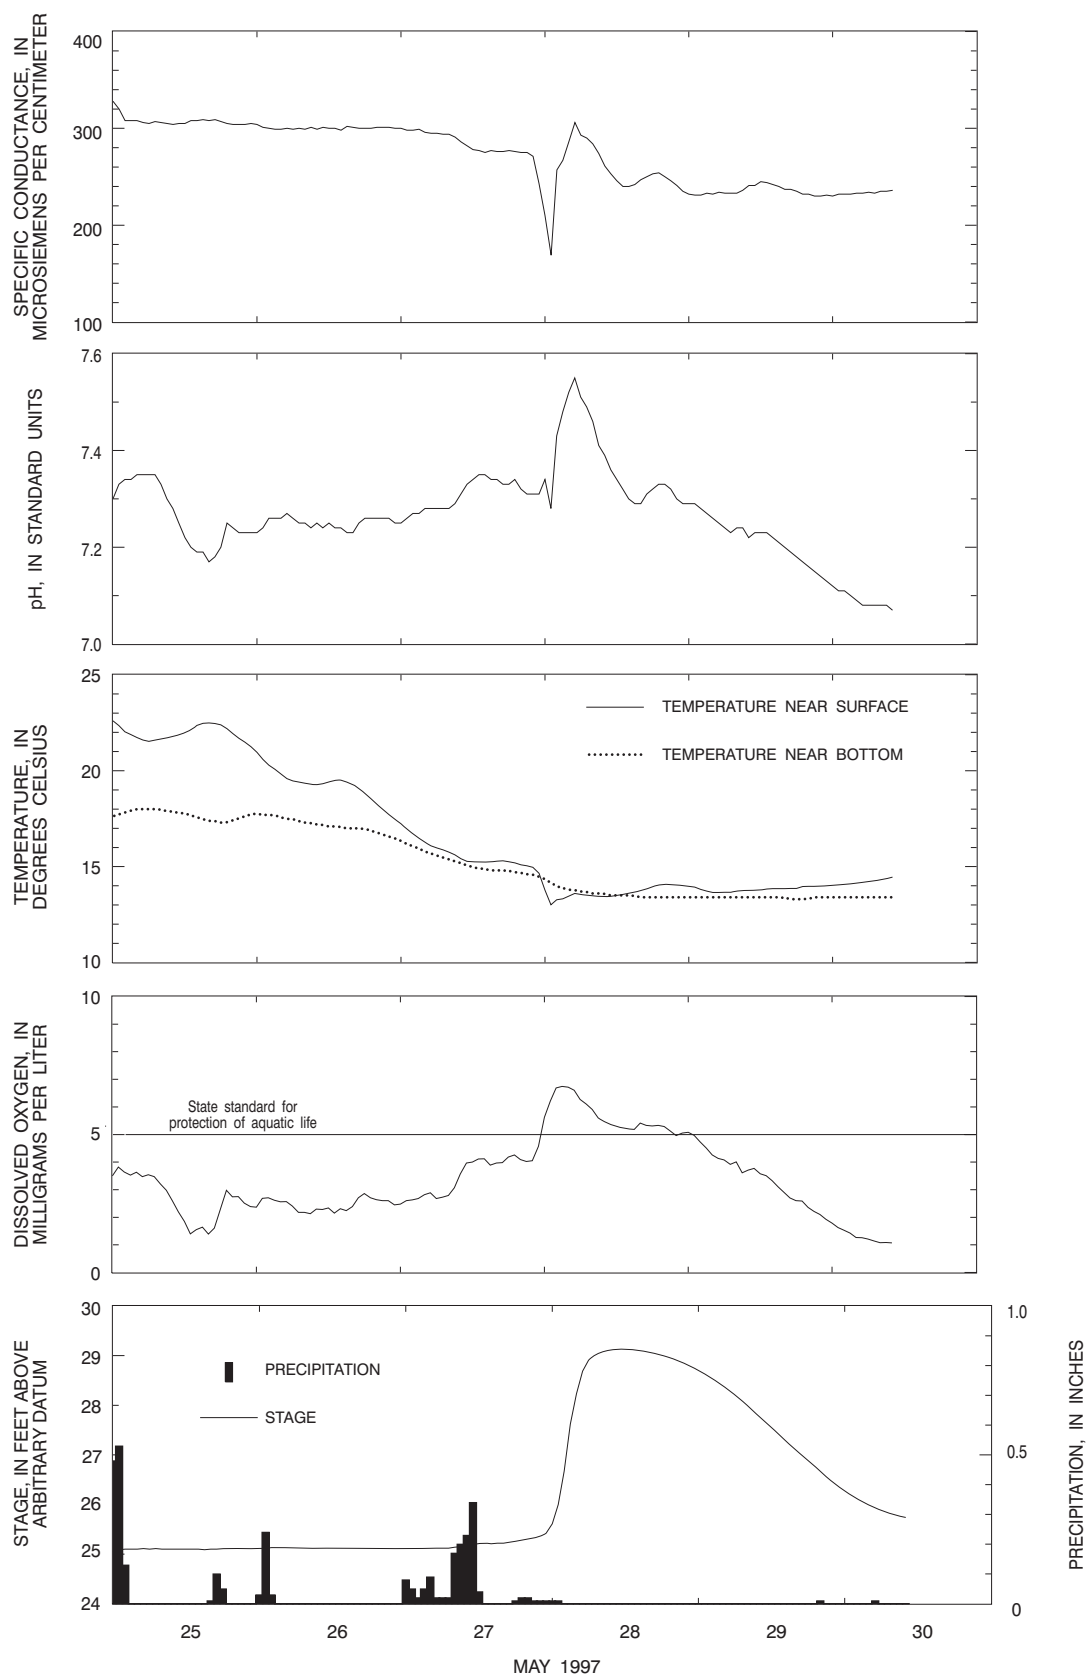 SPECIFIC CONDUCTANCE, IN
MICROSIEMENS PER CENTIMETER
400
300
200
100
pH, IN STANDARD UNITS
7.6
7.4
7.2
7.0
TEMPERATURE, IN
DEGREES CELSIUS
25
20
15
10
TEMPERATURE NEAR SURFACE
TEMPERATURE NEAR BOTTOM
DISSOLVED OXYGEN, IN
MILLIGRAMS PER LITER
10
5
0
State standard for
protection of aquatic life
STAGE, IN FEET ABOVE
ARBITRARY DATUM
30
29
28
27
26
25
24
PRECIPITATION
STAGE
1.0
0.5
0
PRECIPITATION, IN INCHES
25 26 27 28 29 30
MAY 1997